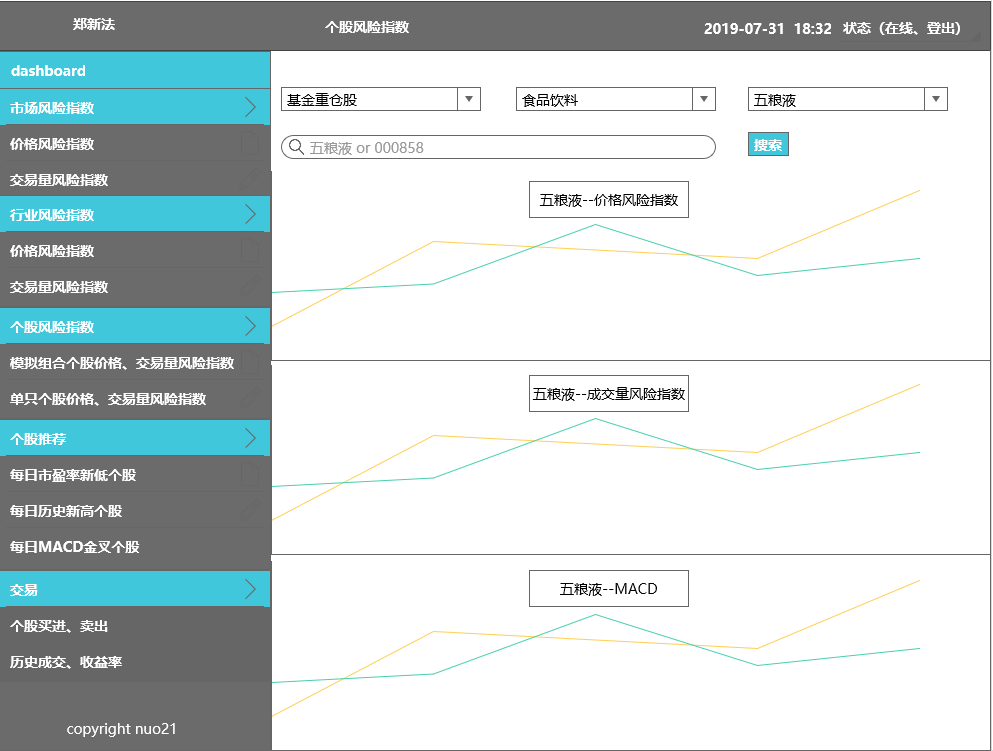 郑新法
个股风险指数
2019-07-31 18:32 状态（在线、登出）
dashboard
市场风险指数
价格风险指数
交易量风险指数
行业风险指数
价格风险指数
交易量风险指数
个股风险指数
模拟组合个股价格、交易量风险指数
单只个股价格、交易量风险指数
个股推荐
每日市盈率新低个股
每日历史新高个股
每日MACD金叉个股
交易
个股买进、卖出
历史成交、收益率
copyright nuo21
基金重仓股
食品饮料
五粮液
五粮液 or 000858
搜索
五粮液--价格风险指数
五粮液--成交量风险指数
五粮液--MACD